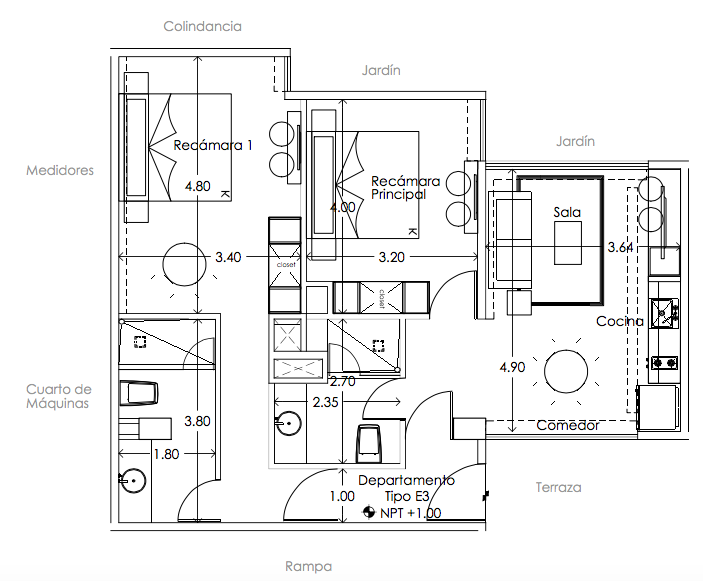 Colindancia
Jardín
Jardín
Medidores
Recámara 1
4.80
K
Recámara
Principal
4.00
K
Sala
3.64
3.40
closet
3.20
closet
Cocina
4.90
Cuarto de
Máquinas
2.70
2.35
3.80
1.80
Comedor
Departamento
Tipo E3
NPT +1.00
1.00
Terraza
Rampa